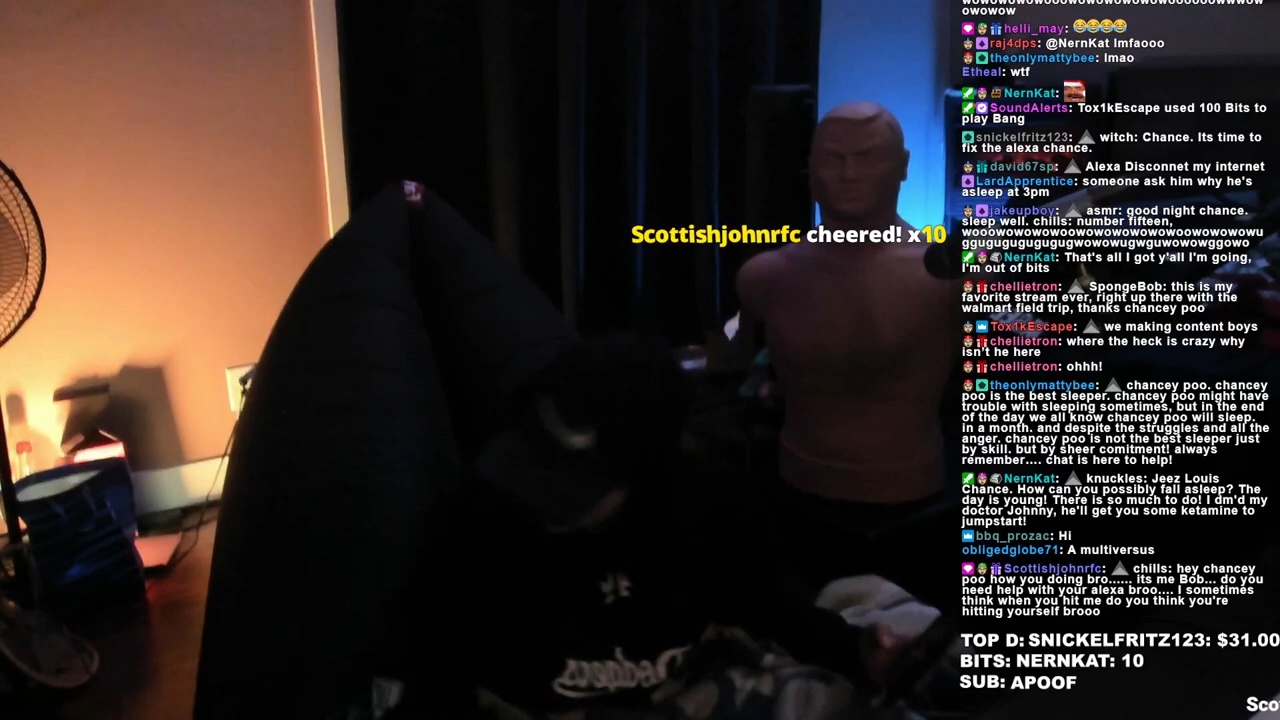 wowowowowooowowowowowowoooooowwwow
owowow
helli_may:
raj4dps: @NernKat lmfaooo
theonlymattybee: lmao
Etheal: wtf
NernKat:
SoundAlerts: Tox1kEscape used 100 Bits to
play Bang
snickelfritz123: witch: Chance. Its time to
fix the alexa chance.
david67sp: Alexa Disconnet my internet
LardApprentice: someone ask him why he's
asleep at 3pm
jakeupboy: asmr: good night chance.
sleep well. chills: number fifteen,
wooowowowowoowowowowowoowowowowowu
ggugugugugugwowowugwguwowowggowo
NernKat: That's all I got y'all I'm going,
I'm out of bits
chellietron: SpongeBob: this is my
favorite stream ever, right up there with the
walmart field trip, thanks chancey poo
Tox1kEscape: we making content boys
chellietron: where the heck is crazy why
isn't he here
chellietron: ohhh!
theonlymattybee: chancey poo. chancey
poo is the best sleeper. chancey poo might have
trouble with sleeping sometimes, but in the end
of the day we all know chancey poo will sleep.
in a month. and despite the struggles and all the
anger. chancey poo is not the best sleeper just
by skill. but by sheer comitment! always
remember.... chat is here to help!
NernKat: knuckles: Jeez Louis
Chance. How can you possibly fall asleep? The
day is young! There is so much to do! I dm'd my
doctor Johnny, he'll get you some ketamine to
jumpstart!
bbq_prozac: Hi
obligedglobe71: A multiversus
Scottishjohnrfc: chills: hey chancey
poo how you doing bro...... its me Bob... do you
need help with your alexa broo.... I sometimes
think when you hit me do you think you're
hitting yourself brooo
Scottishjohnrfc cheered! x10
TOP D: SNICKELFRITZ123: $31.00
BITS: NERNKAT: 10
SUB: APOOF
Sco
Dodgers